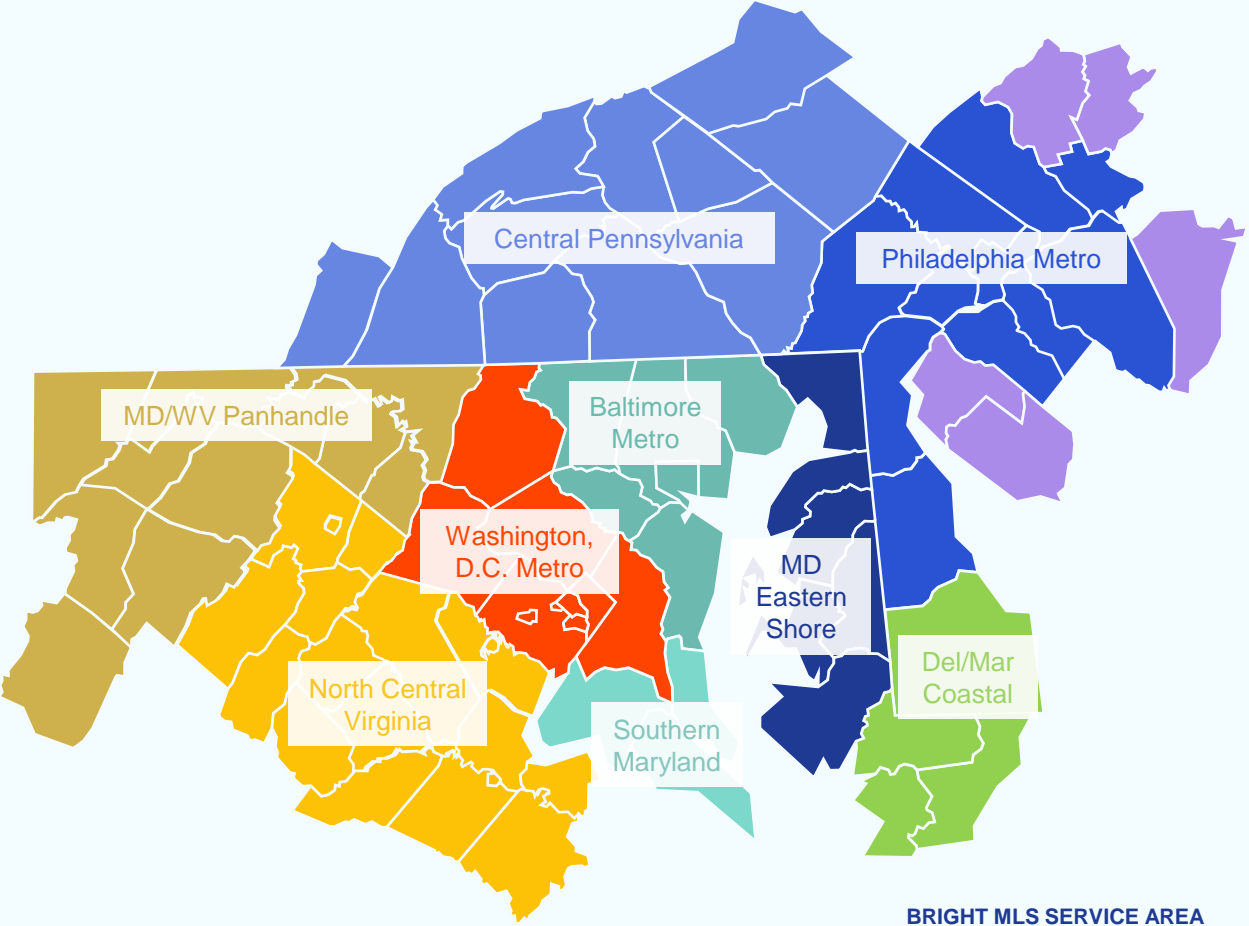 Central Pennsylvania
Philadelphia Metro
MD/WV Panhandle
Baltimore
Metro
Washington,
D.C. Metro
MD
Eastern
Shore
Del/Mar
Coastal
North Central
Virginia
Southern
Maryland
BRIGHT MLS SERVICE AREA